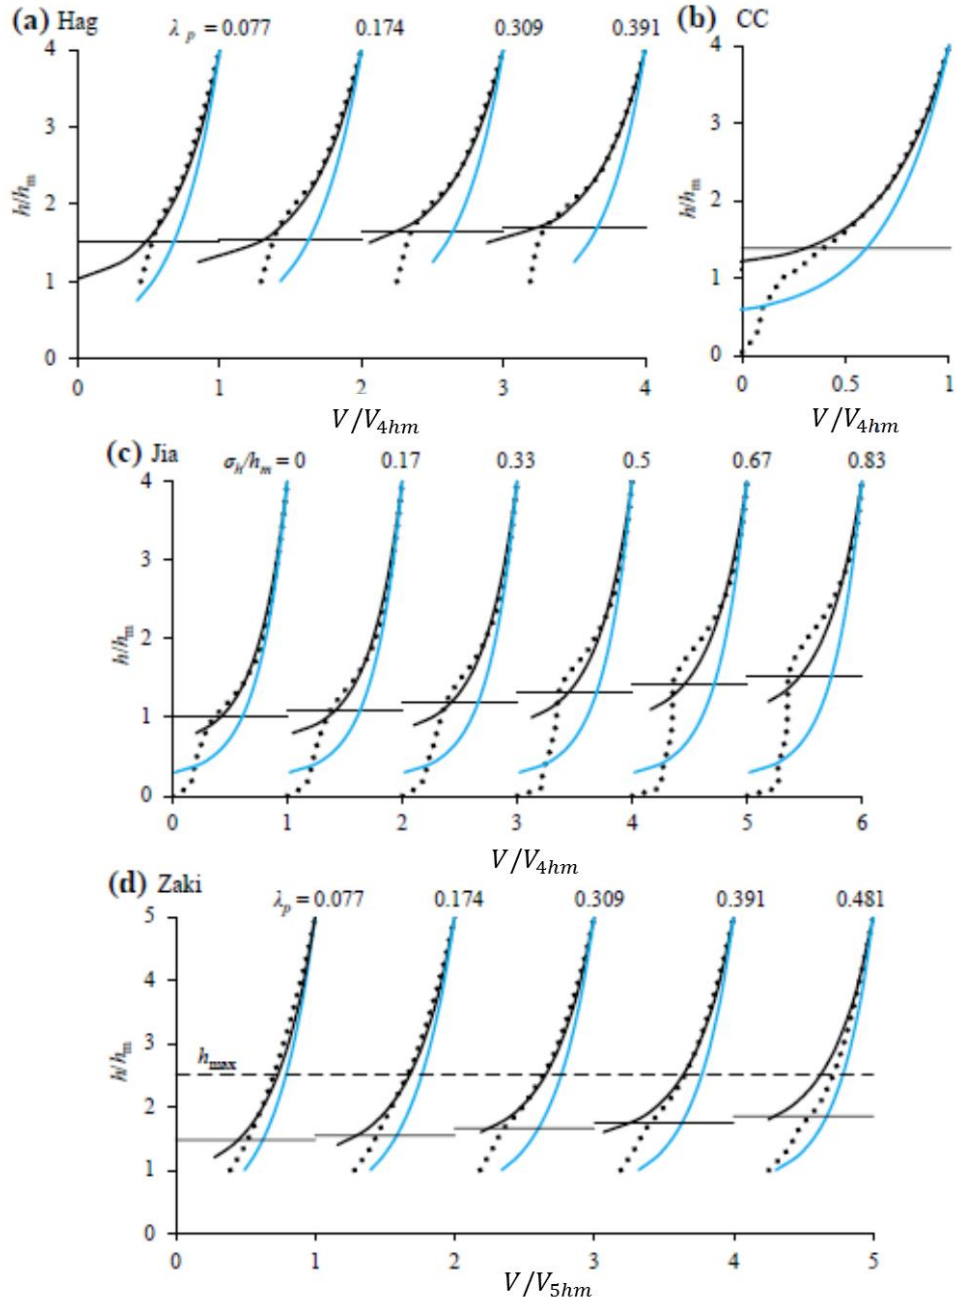 (a) Hag λ p = 0.077 0.174 0.309 0.391
4
3
2
1
0
h/hm
0 1 2 3 4
V/V4hm
(b) CC
4
3
2
1
0
h/hm
0 0.5 1
V/V4hm
(c) Jia σh/hm = 0 0.17 0.33 0.5 0.67 0.83
4
3
2
1
0
h/hm
0 1 2 3 4 5 6
V/V4hm
(d) Zaki λp = 0.077 0.174 0.309 0.391 0.481
5
4
3
hmax
2
1
0
h/hm
0 1 2 3 4 5
V/V5hm